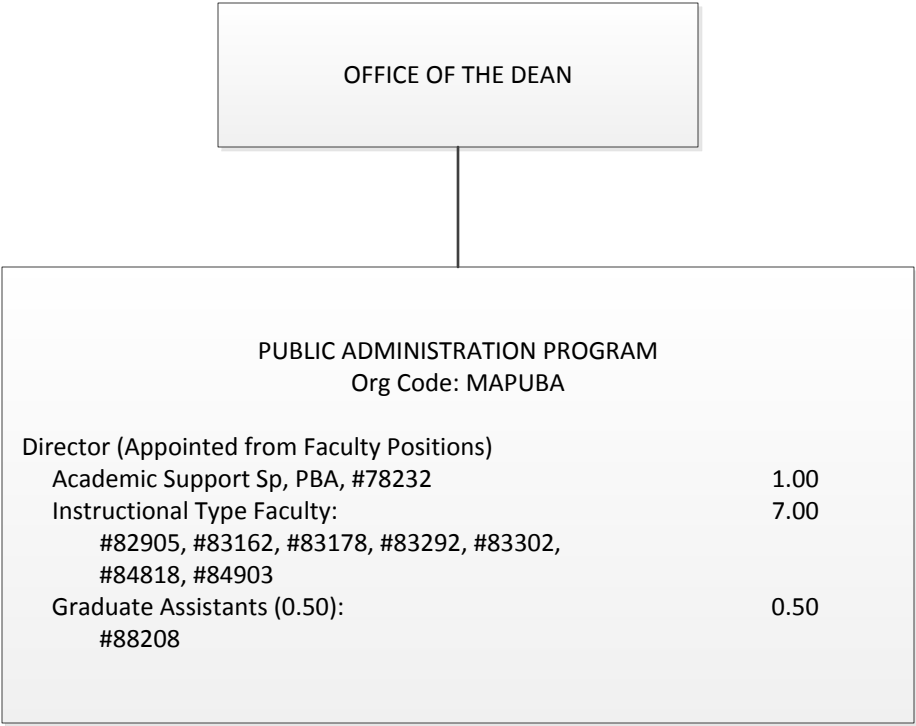 OFFICE OF THE DEAN
PUBLIC ADMINISTRATION PROGRAM
Org Code: MAPUBA
Director (Appointed from Faculty Positions)
Academic Support Sp, PBA, #78232 1.00
Instructional Type Faculty: 7.00
#82905, #83162, #83178, #83292, #83302,
#84818, #84903
Graduate Assistants (0.50): 0.50
#88208